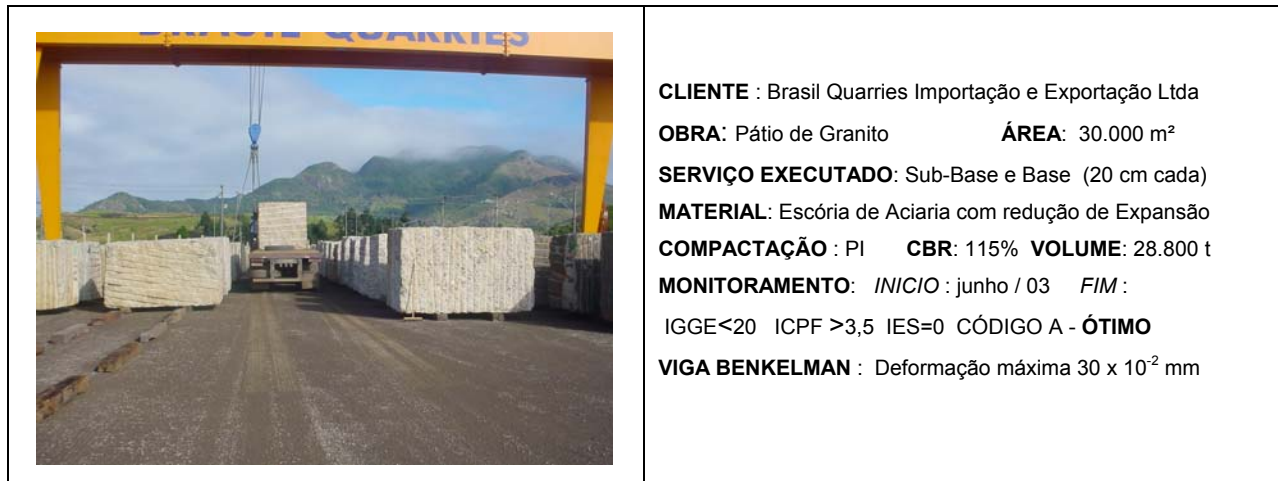 BRASIL QUARRIES
CLIENTE : Brasil Quarries Importação e Exportação Ltda
OBRA: Pátio de Granito ÁREA: 30.000 m²
SERVIÇO EXECUTADO: Sub-Base e Base (20 cm cada)
MATERIAL: Escória de Aciaria com redução de Expansão
COMPACTAÇÃO : PI CBR: 115% VOLUME: 28.800 t
MONITORAMENTO: INICIO : junho / 03 FIM :
IGGE<20 ICPF >3,5 IES=0 CÓDIGO A - ÓTIMO
VIGA BENKELMAN : Deformação máxima 30 x 10⁻² mm